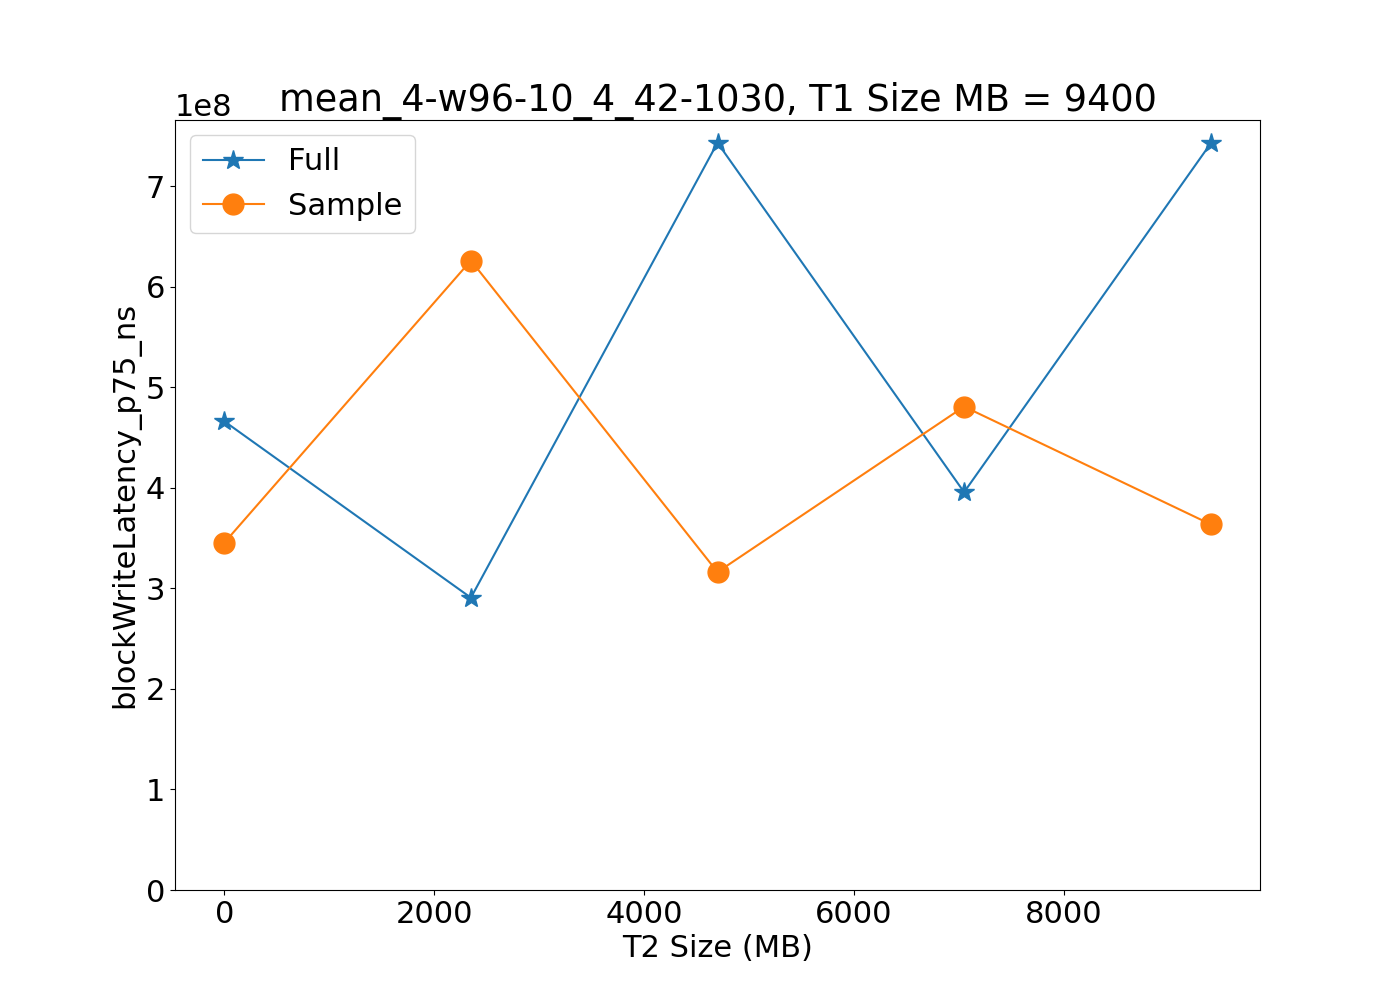 1e8
mean_4-w96-10_4_42-1030, T1 Size MB = 9400
Full
Sample
7
6
5
4
3
2
1
0
blockWriteLatency_p75_ns
0 2000 4000 6000 8000
T2 Size (MB)